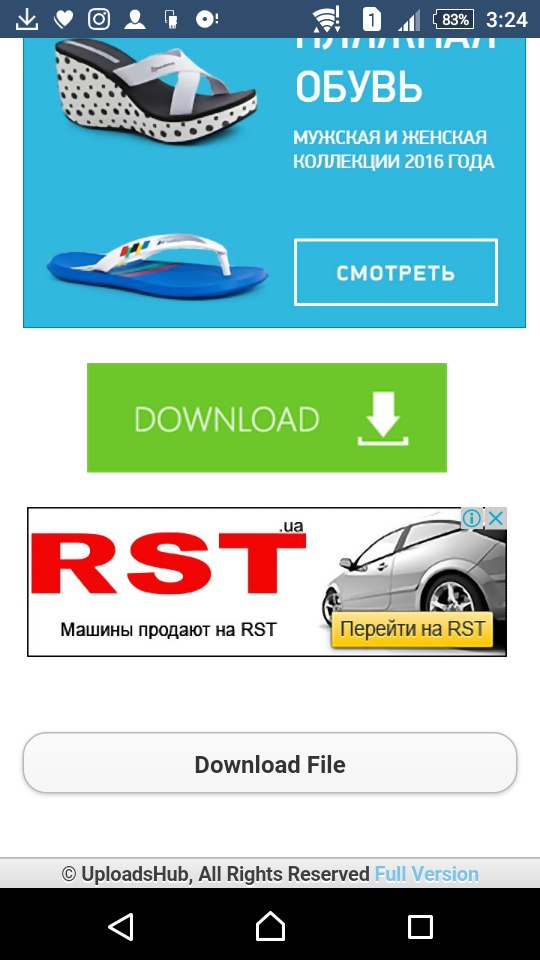 83% 3:24
1
ПЛЯЖНАЯ
ОБУВЬ
МУЖСКАЯ И ЖЕНСКАЯ
КОЛЛЕКЦИИ 2016 ГОДА
СМОТРЕТЬ
DOWNLOAD
.ua
RST
Машины продают на RST
Перейти на RST
Download File
© UploadsHub, All Rights Reserved Full Version